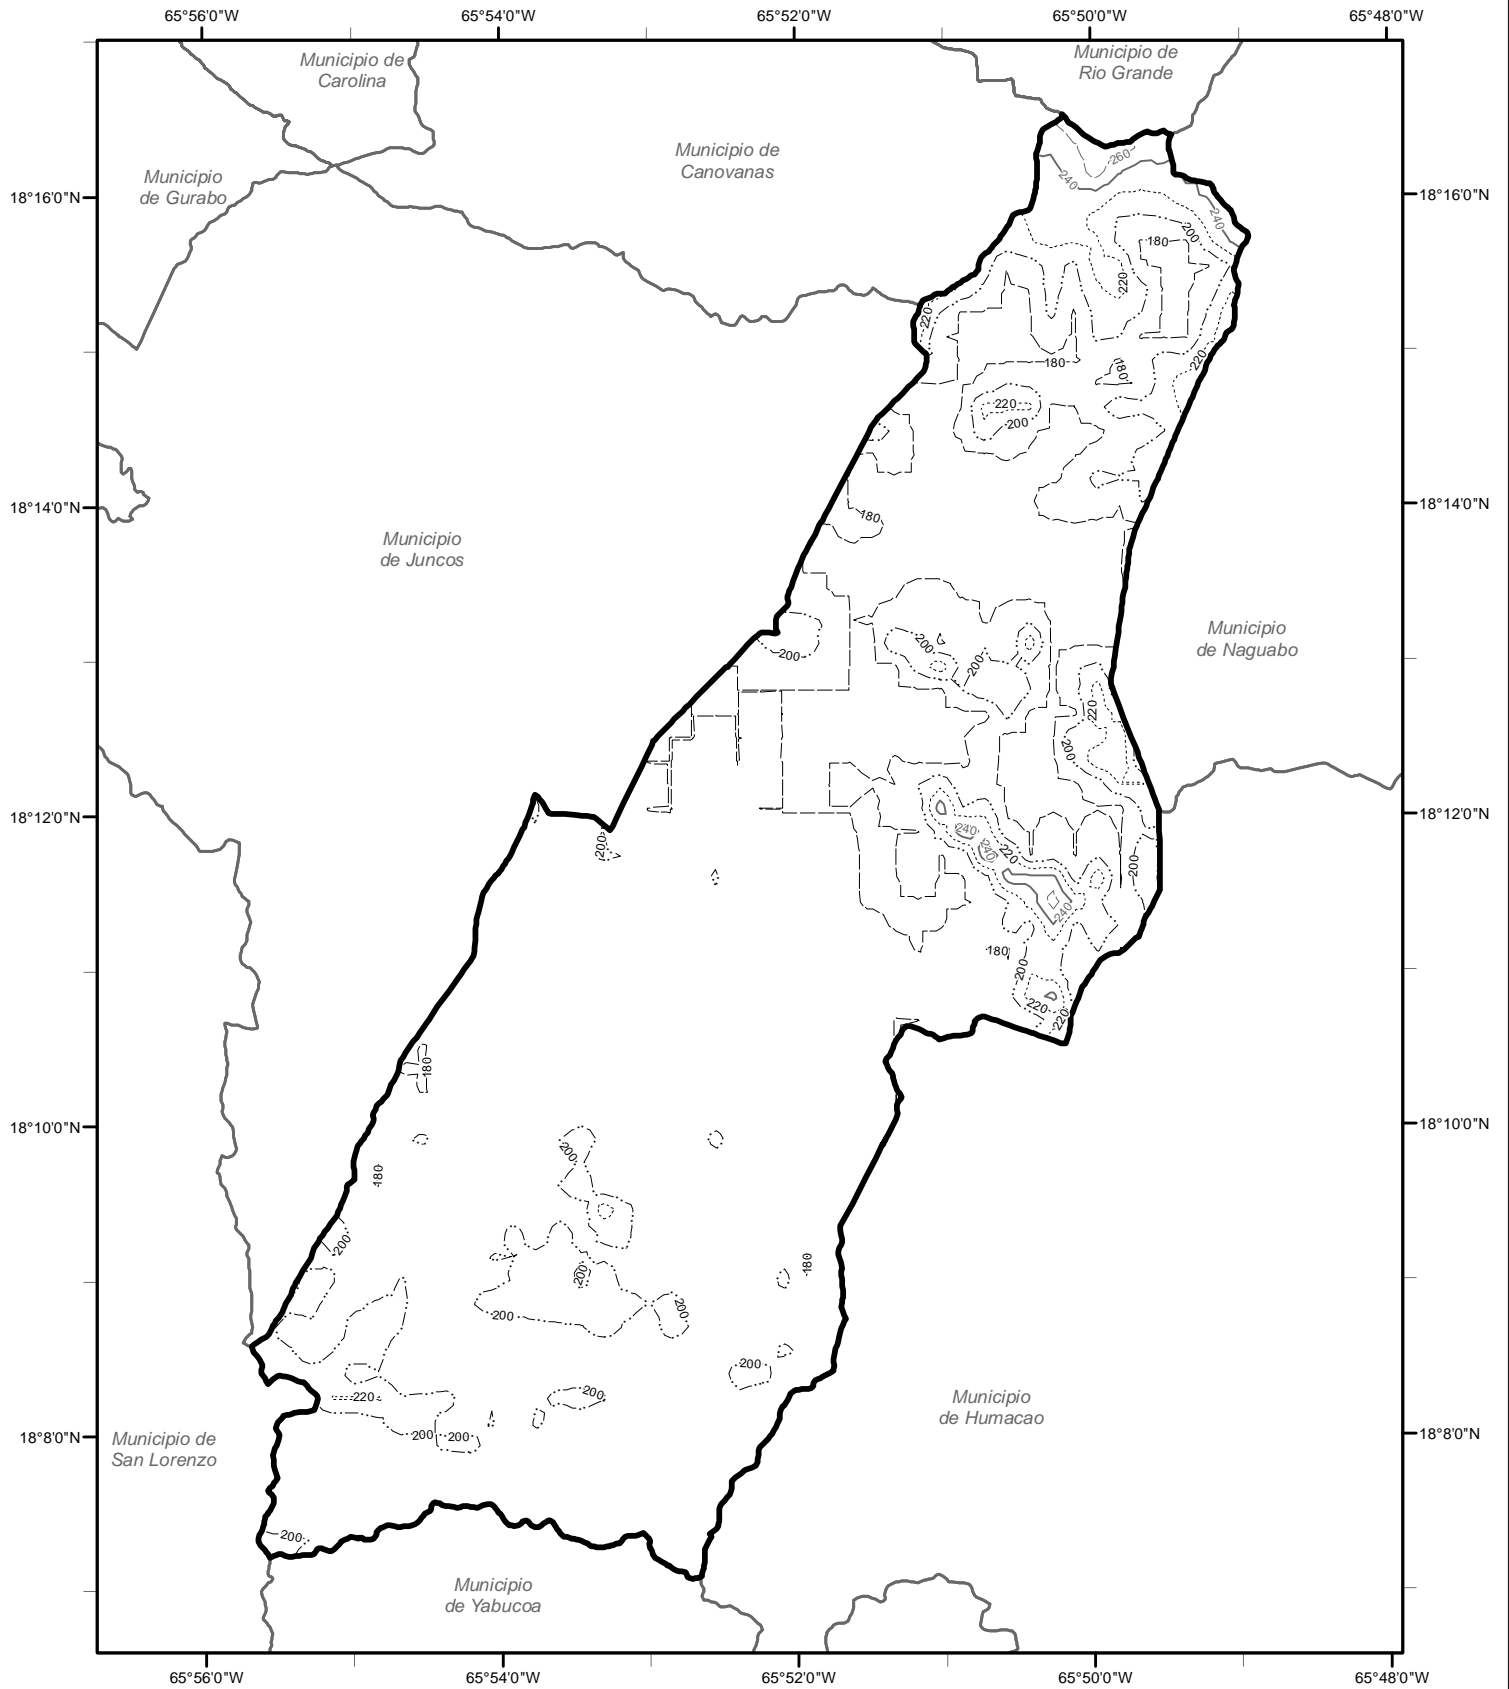 65°56'0"W 65°54'0"W 65°52'0"W 65°50'0"W 65°48'0"W
Municipio de
Carolina
Municipio de
Rio Grande
Municipio de
Canovanas
Municipio
de Gurabo
260
240
18°16'0"N
18°16'0"N
240
200
180
220
220
180
180
220
220
200
18°14'0"N
18°14'0"N
180
Municipio
de Juncos
Municipio
de Naguabo
200
200
200
220
200
18°12'0"N
18°12'0"N
240
240
220
200
200
240
180
200
220
220
180
18°10'0"N
18°10'0"N
200
180
200
180
200
200
200
200
220
200
Municipio
de Humacao
200
200
18°8'0"N
18°8'0"N
Municipio de
San Lorenzo
200
Municipio
de Yabucoa
65°56'0"W 65°54'0"W 65°52'0"W 65°50'0"W 65°48'0"W